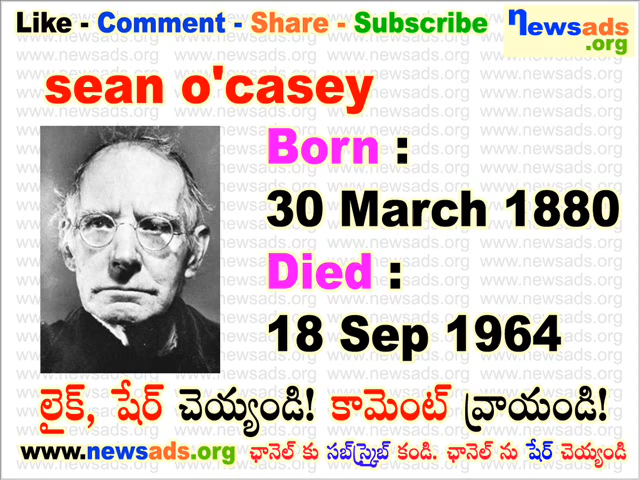 Like - Comment - Share - Subscribe
newsads
.org
sean o'casey
Born :
30 March 1880
Died :
18 Sep 1964
లైక్, షేర్ చెయ్యండి! కామెంట్ వ్రాయండి!
www.newsads.org ఛానెల్ కు సబ్‌స్క్రైబ్ కండి. ఛానెల్ ను షేర్ చెయ్యండి